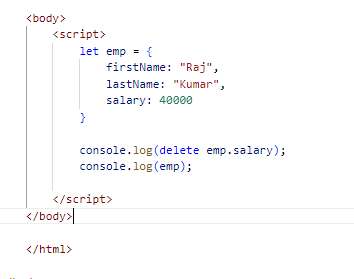 <body>
<script>
let emp = {
firstName: "Raj",
lastName: "Kumar",
salary: 40000
}
console.log(delete emp.salary);
console.log(emp);
</script>
</body>
</html>